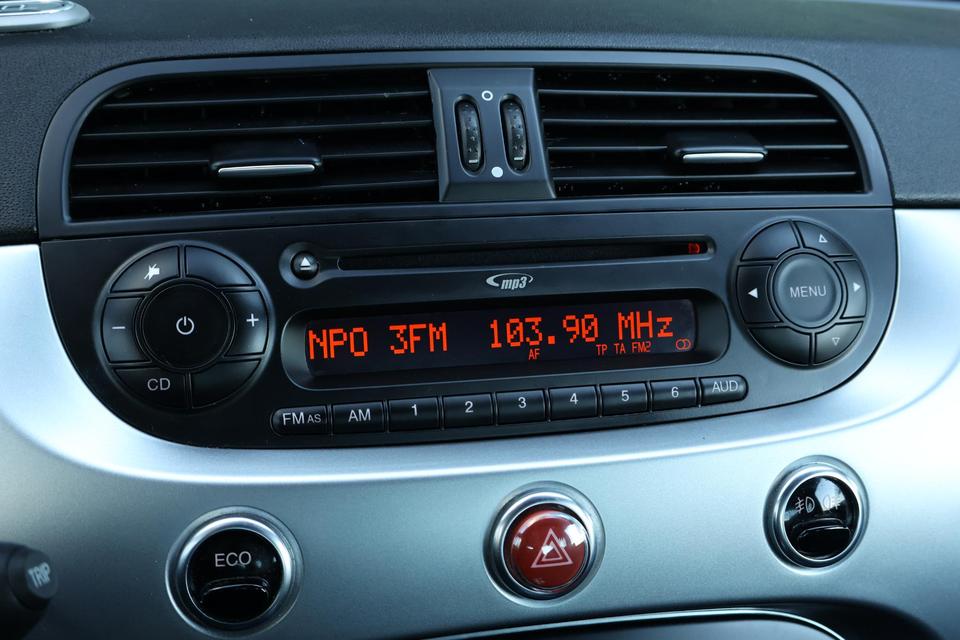 mp3
NPO 3FM 103.90 MHz
AF TP TA FM2
MENU
CD
FM AS AM 1 2 3 4 5 6 AUD
ECO
TRIP